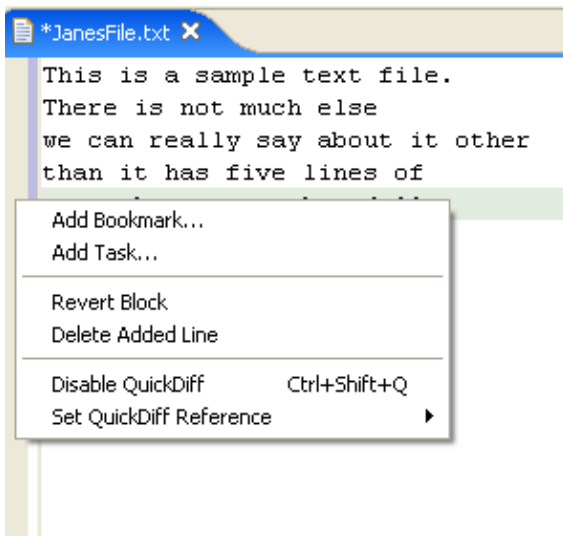 *JanesFile.txt
This is a sample text file.
There is not much else
we can really say about it other
than it has five lines of
Add Bookmark...
Add Task...
Revert Block
Delete Added Line
Disable QuickDiff Ctrl+Shift+Q
Set QuickDiff Reference